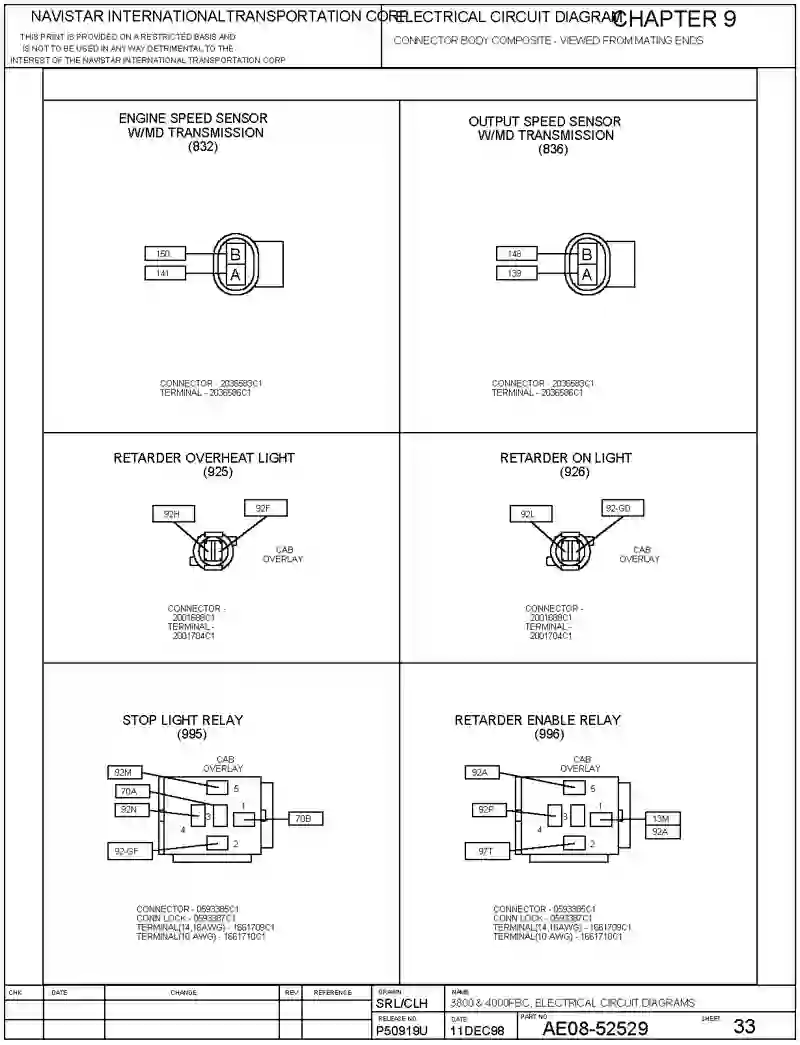 NAVISTAR INTERNATIONAL TRANSPORTATION CORP
THIS PRINT IS PROVIDED ON A RESTRICTED BASIS AND
IS NOT TO BE USED IN ANY WAY DETRIMENTAL TO THE
INTEREST OF THE NAVISTAR INTERNATIONAL TRANSPORTATION CORP
ELECTRICAL CIRCUIT DIAGRAM
CHAPTER 9
CONNECTOR BODY COMPOSITE - VIEWED FROM MATING ENDS
ENGINE SPEED SENSOR
W/MD TRANSMISSION
(832)
150
B
141
A
CONNECTOR - 2036583C1
TERMINAL - 2036586C1
OUTPUT SPEED SENSOR
W/MD TRANSMISSION
(836)
148
B
139
A
CONNECTOR - 2036583C1
TERMINAL - 2036586C1
RETARDER OVERHEAT LIGHT
(925)
92H
92F
CAB
OVERLAY
CONNECTOR -
2001688C1
TERMINAL -
2001704C1
RETARDER ON LIGHT
(926)
92L
92-GD
CAB
OVERLAY
CONNECTOR -
2001688C1
TERMINAL -
2001704C1
STOP LIGHT RELAY
(995)
CAB
OVERLAY
92M
5
70A
92N
3
1
70B
4
92-GF
2
CONNECTOR - 0593385C1
CONN LOCK - 0593387C1
TERMINAL(14,16AWG) - 1661709C1
TERMINAL(10 AWG) - 1661710C1
RETARDER ENABLE RELAY
(996)
CAB
OVERLAY
92A
5
92P
3
1
13M
4
92A
2
CONNECTOR - 0593385C1
CONN LOCK - 0593387C1
TERMINAL(14,16AWG) - 1661709C1
TERMINAL(10 AWG) - 1661710C1
CHK
DATE
CHANGE
REV
REFERENCE
DRAWN
SRL/CLH
NAME
3800 & 4000FBC, ELECTRICAL CIRCUIT DIAGRAMS
RELEASE NO.
P50919U
DATE
11DEC98
PART NO.
AE08-52529
SHEET
33